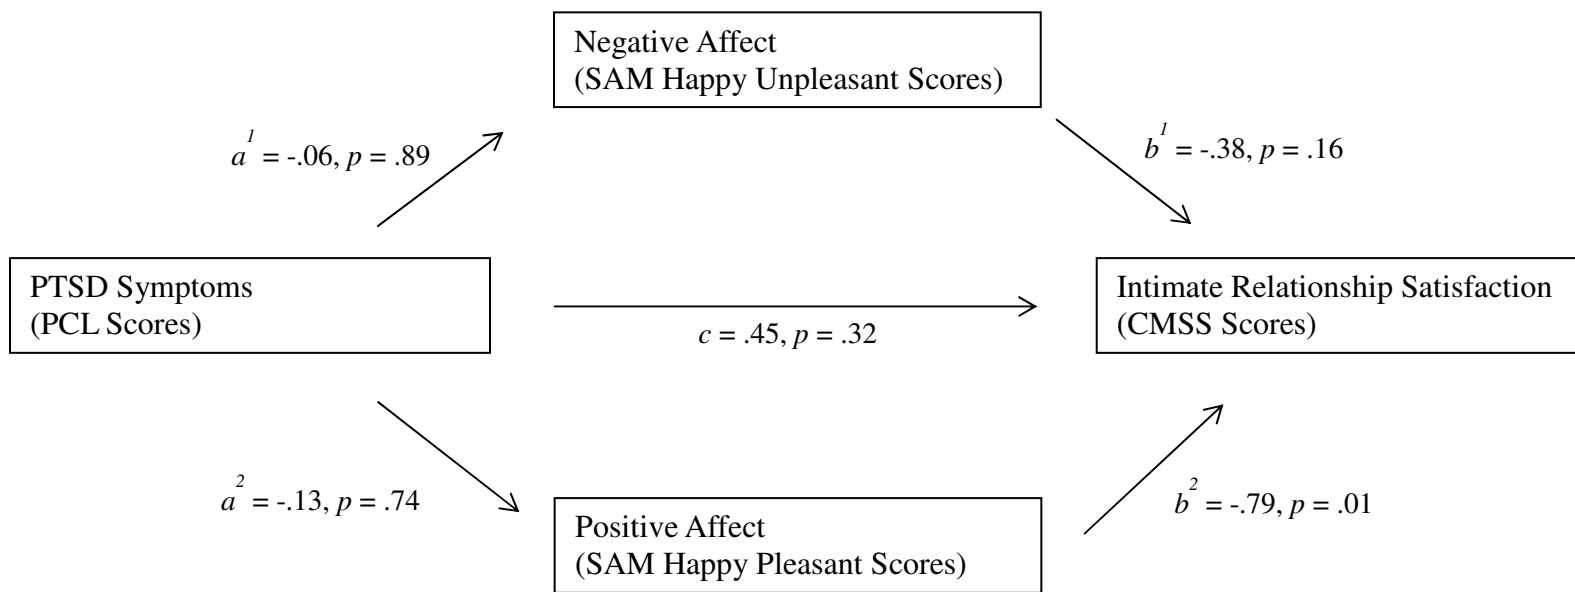 Negative Affect
(SAM Happy Unpleasant Scores)
a¹ = -.06, p = .89
b¹ = -.38, p = .16
PTSD Symptoms
(PCL Scores)
c = .45, p = .32
Intimate Relationship Satisfaction
(CMSS Scores)
a² = -.13, p = .74
b² = -.79, p = .01
Positive Affect
(SAM Happy Pleasant Scores)